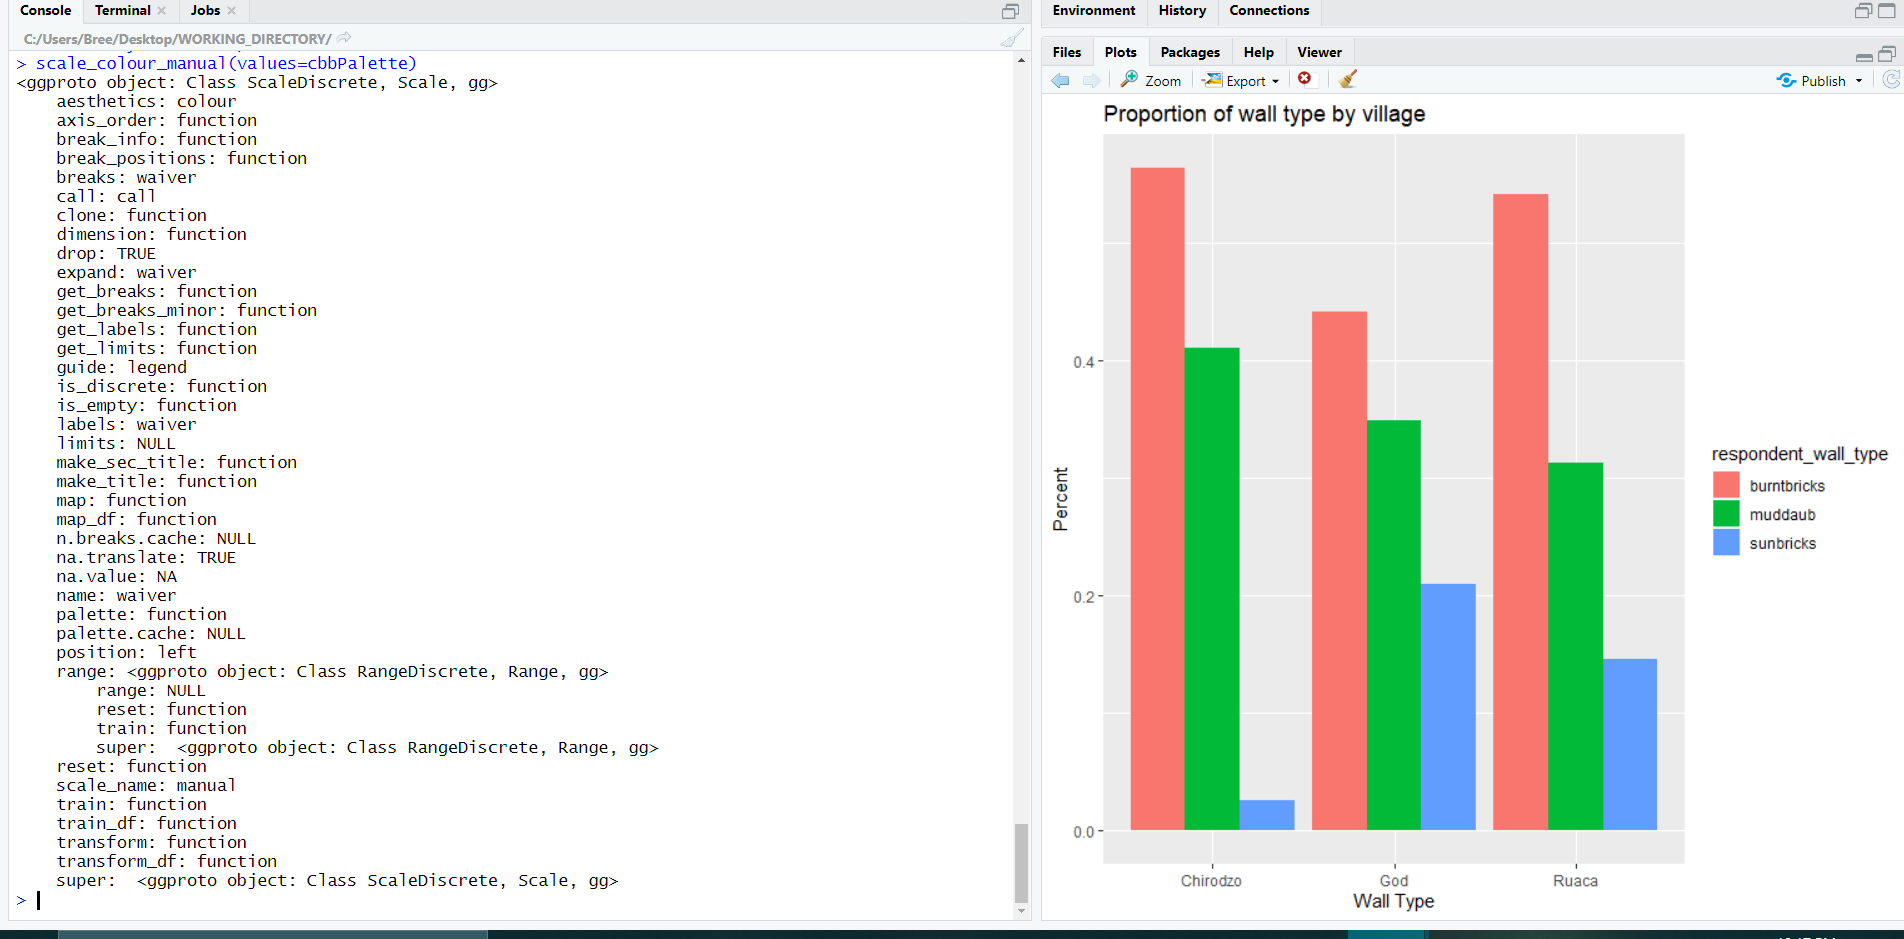 Console Terminal Jobs
C:/Users/Bree/Desktop/WORKING_DIRECTORY/
> scale_colour_manual(values=cbbPalette)
<ggproto object: Class ScaleDiscrete, Scale, gg>
    aesthetics: colour
    axis_order: function
    break_info: function
    break_positions: function
    breaks: waiver
    call: call
    clone: function
    dimension: function
    drop: TRUE
    expand: waiver
    get_breaks: function
    get_breaks_minor: function
    get_labels: function
    get_limits: function
    guide: legend
    is_discrete: function
    is_empty: function
    labels: waiver
    limits: NULL
    make_sec_title: function
    make_title: function
    map: function
    map_df: function
    n.breaks.cache: NULL
    na.translate: TRUE
    na.value: NA
    name: waiver
    palette: function
    palette.cache: NULL
    position: left
    range: <ggproto object: Class RangeDiscrete, Range, gg>
        range: NULL
        reset: function
        train: function
        super:  <ggproto object: Class RangeDiscrete, Range, gg>
    reset: function
    scale_name: manual
    train: function
    train_df: function
    transform: function
    transform_df: function
    super:  <ggproto object: Class ScaleDiscrete, Scale, gg>
>
Environment History Connections
Files Plots Packages Help Viewer
Zoom Export Publish
Proportion of wall type by village
Percent
0.4
0.2
0.0
Chirodzo God Ruaca
Wall Type
respondent_wall_type
burntbricks
muddaub
sunbricks